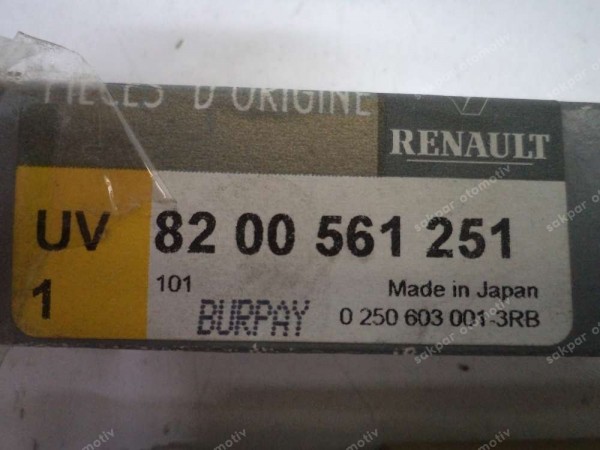 PIECES D'ORIGINE
RENAULT
UV 82 00 561 251
1
101
Made in Japan
BURPAY
0 250 603 001-3RB
sakpar otomotiv